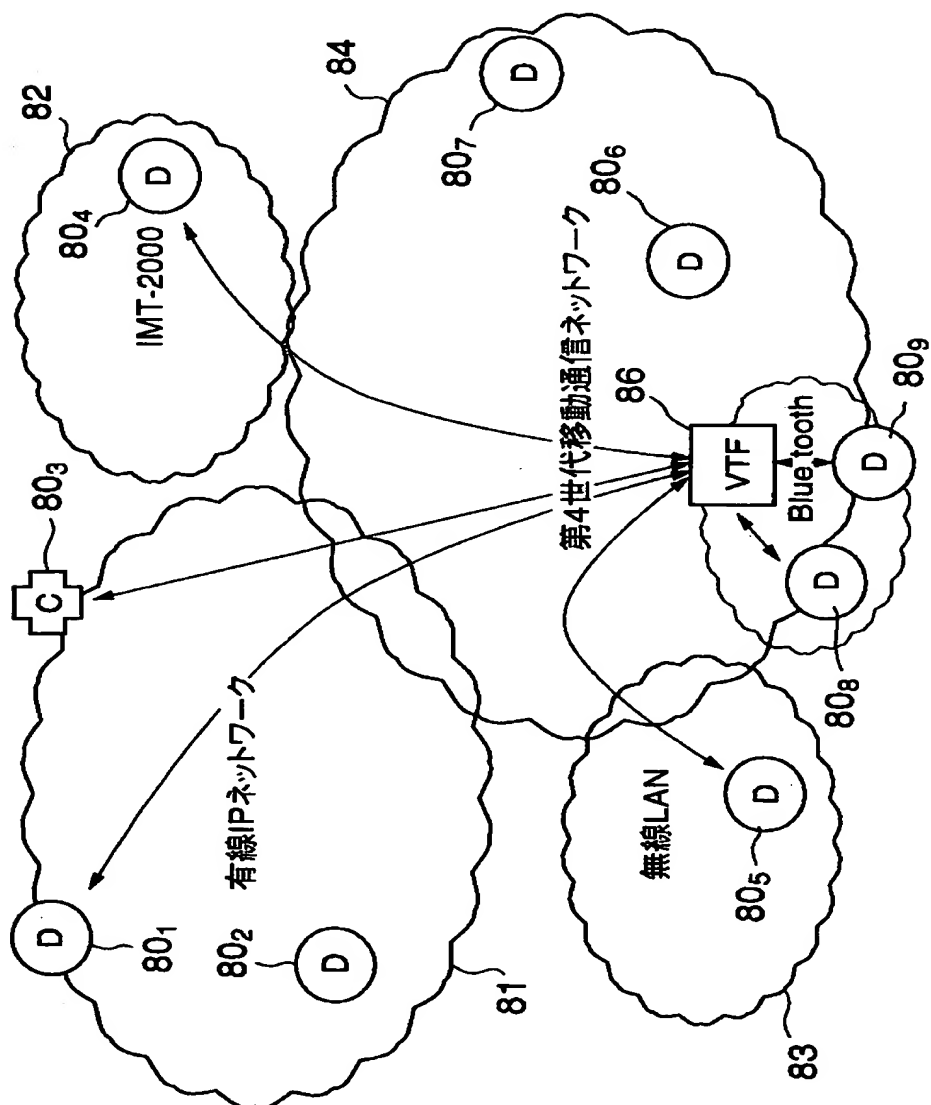 82
IMT-2000
80₄
D
84
80₇
D
80₆
D
第4世代移動通信ネットワーク
86
VTF
Blue tooth
80₉
D
80₈
D
80₃
C
有線IPネットワーク
80₁
D
80₂
D
81
無線LAN
80₅
D
83